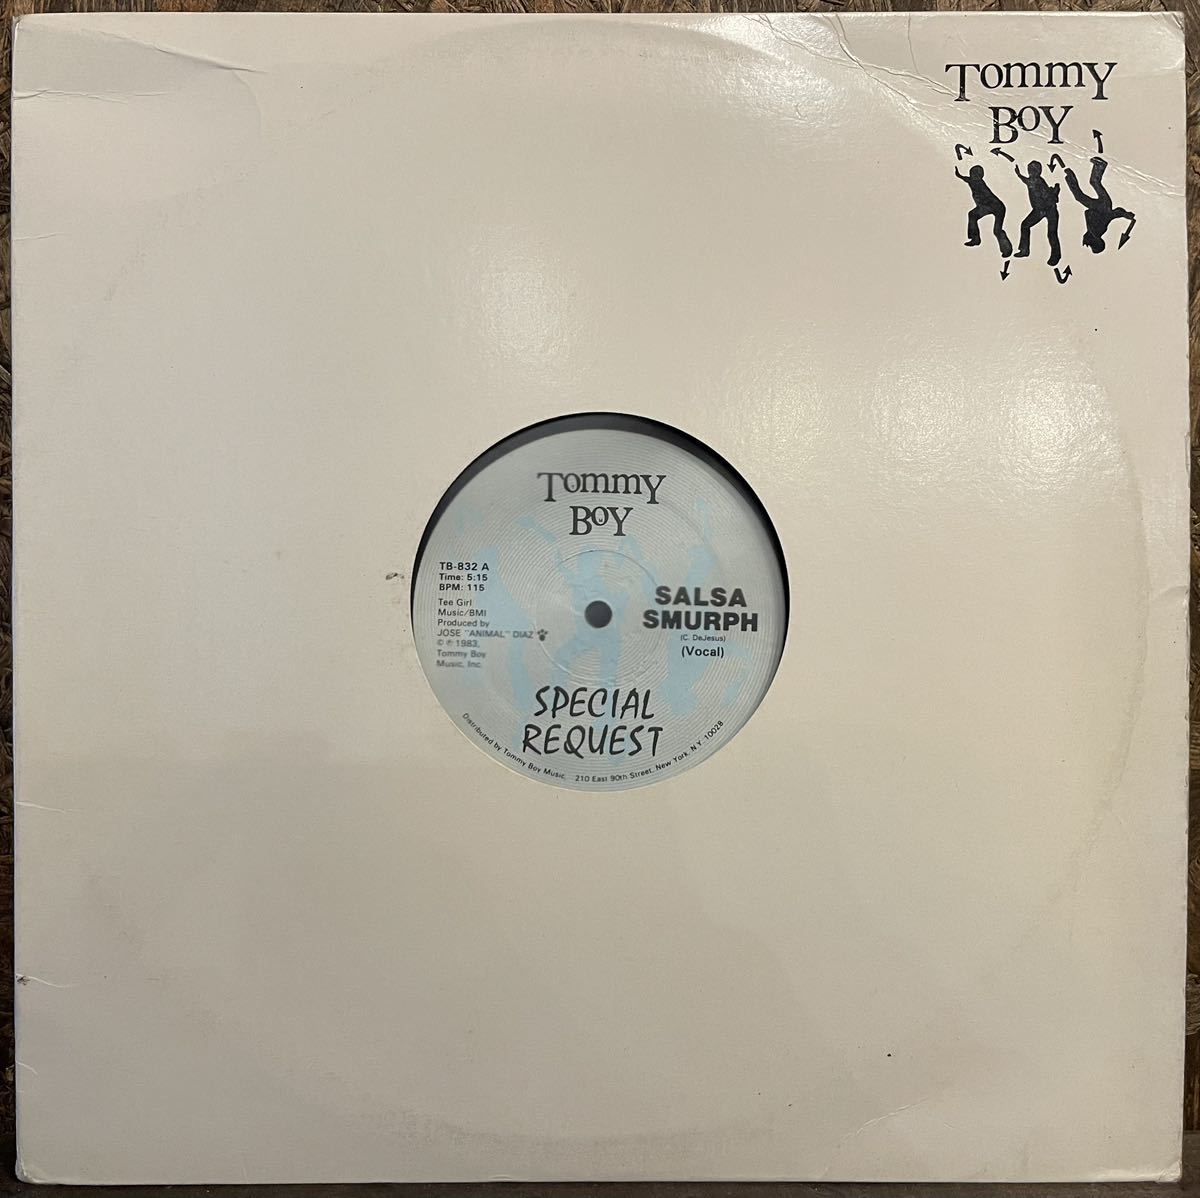 TOMMY
BOY
TOMMY
BOY
TB-832 A
Time: 5:15
BPM: 115
Tee Girl
Music/BMI
Produced by
JOSE "ANIMAL" DIAZ
© ℗ 1983,
Tommy Boy
Music, Inc.
SALSA
SMURPH
(C. DeJesus)
(Vocal)
SPECIAL
REQUEST
Distributed by Tommy Boy Music, 210 East 90th Street, New York, N.Y. 10028